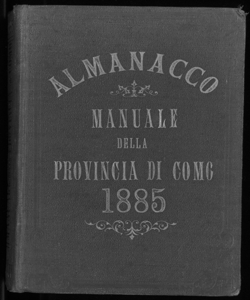 ALMANACCO
MANUALE
DELLA
PROVINCIA DI COMO
1885